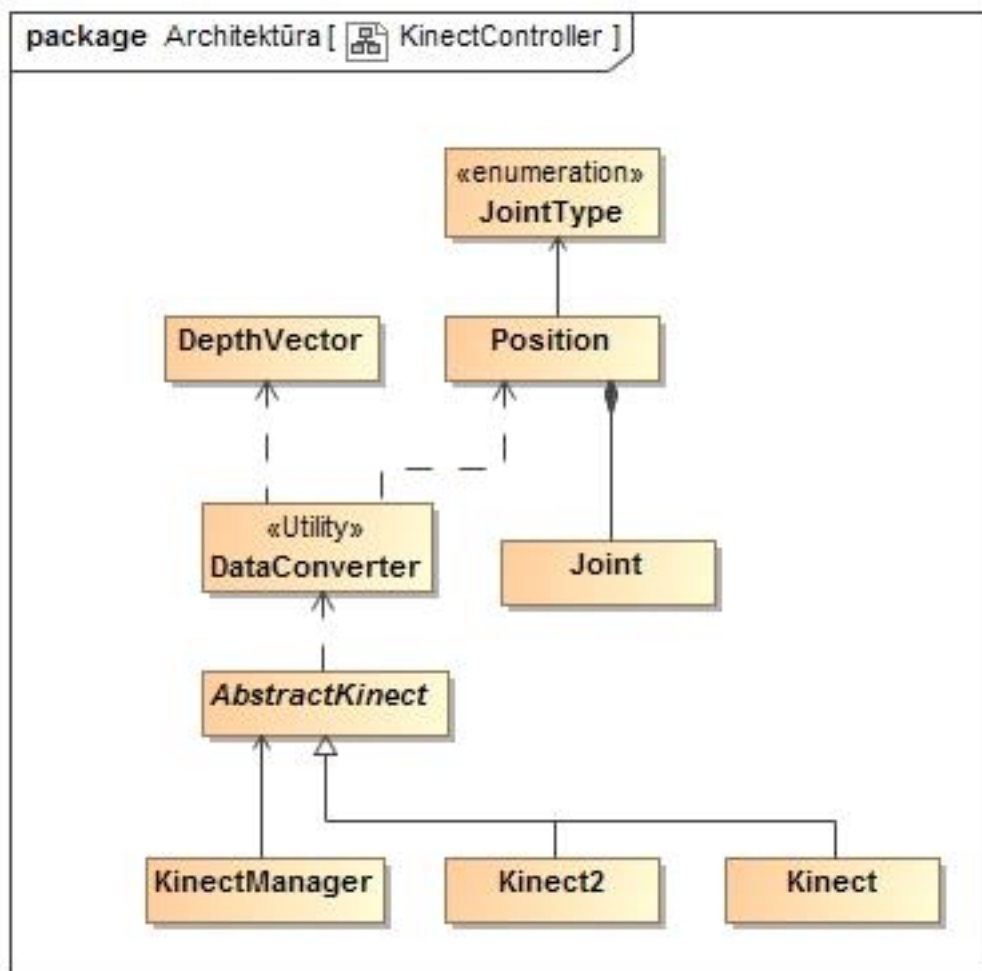 package Architektūra [ KinectController ]
«enumeration»
JointType
DepthVector
Position
«Utility»
DataConverter
Joint
AbstractKinect
KinectManager
Kinect2
Kinect